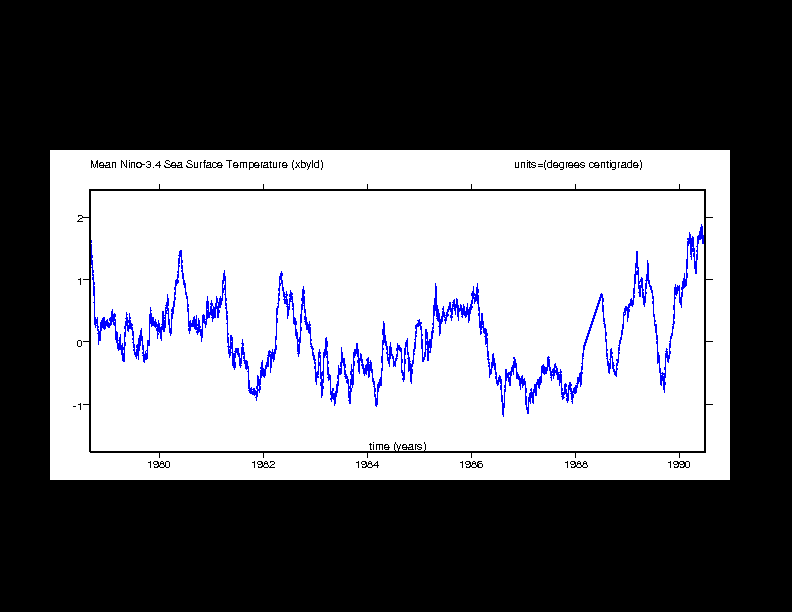 Mean Nino-3.4 Sea Surface Temperature (xbyld) units=(degrees centigrade)
2
1
0
-1
time (years)
1980 1982 1984 1986 1988 1990